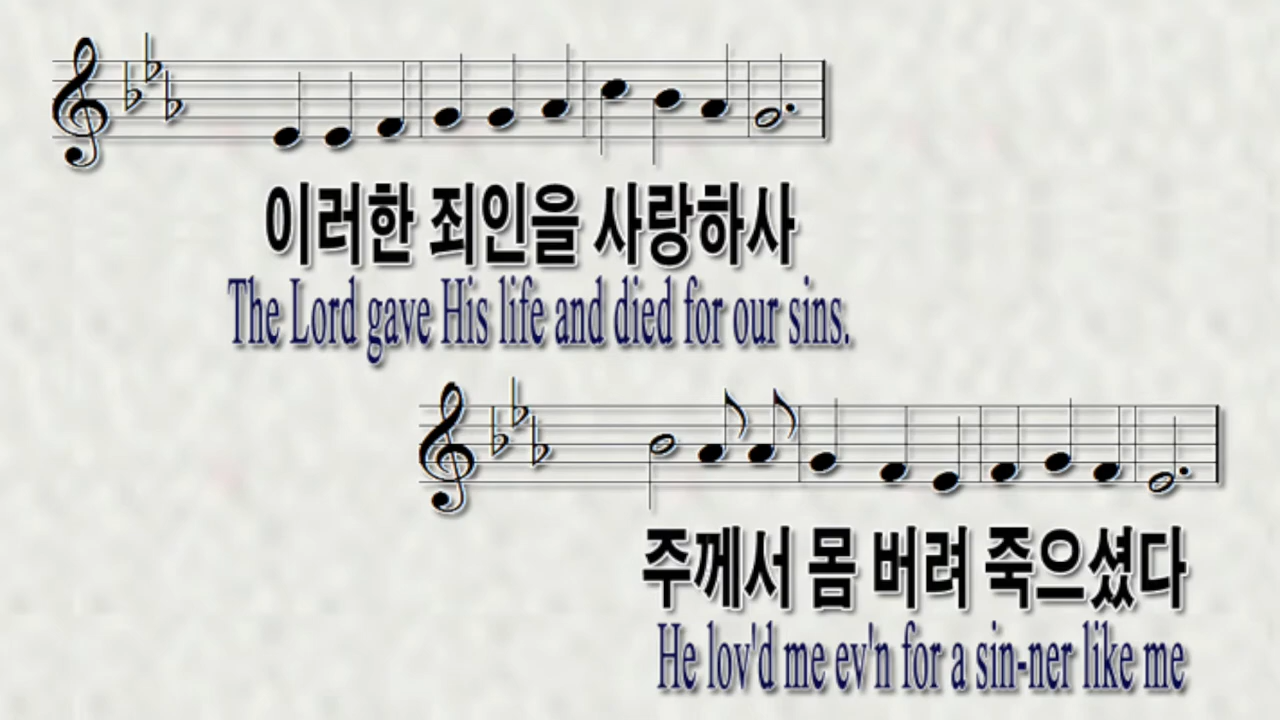 이러한 죄인을 사랑하사
The Lord gave His life and died for our sins.
주께서 몸 버려 죽으셨다
He lov'd me ev'n for a sin-ner like me